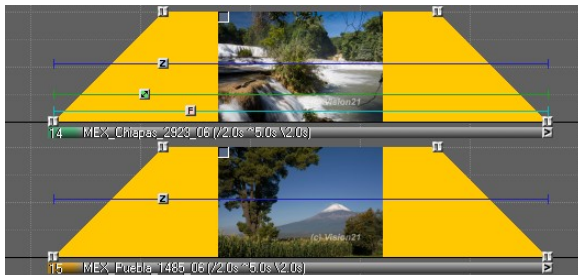 Z
F
(c) Vision21
14 MEX_Chiapas_2923_06 (/2.0s ~5.0s \2.0s)
Z
(c) Vision21
15 MEX_Puebla_1485_06 (/2.0s ~5.0s \2.0s)